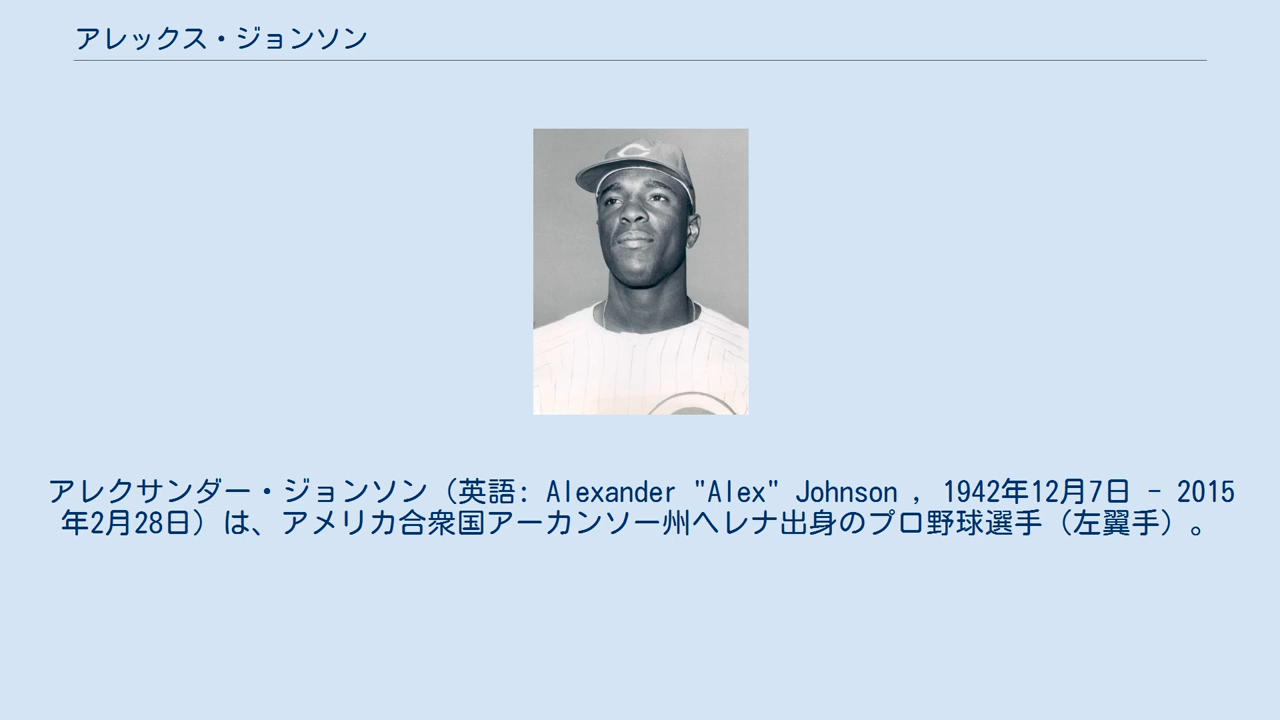 アレックス・ジョンソン
アレクサンダー・ジョンソン（英語: Alexander "Alex" Johnson , 1942年12月7日 - 2015
年2月28日）は、アメリカ合衆国アーカンソー州ヘレナ出身のプロ野球選手（左翼手）。